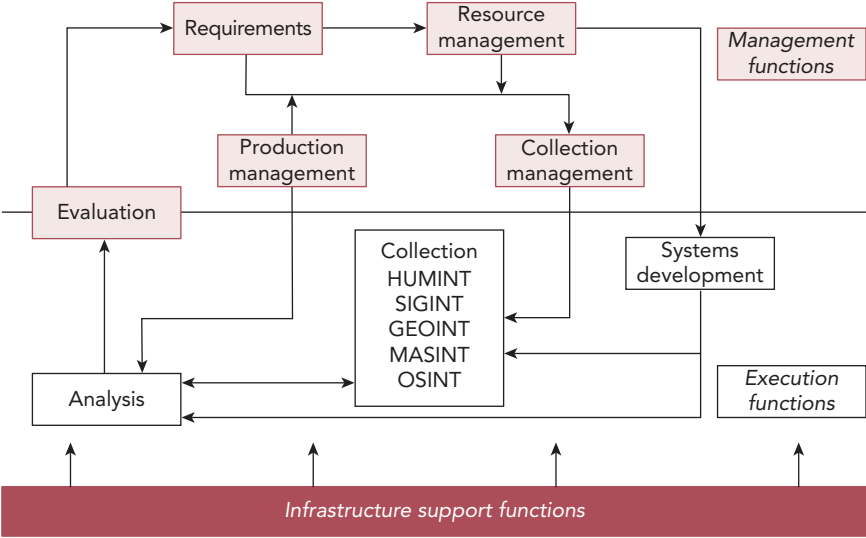 Requirements
Resource
management
Management
functions
Production
management
Collection
management
Evaluation
Collection
HUMINT
SIGINT
GEOINT
MASINT
OSINT
Systems
development
Analysis
Execution
functions
Infrastructure support functions